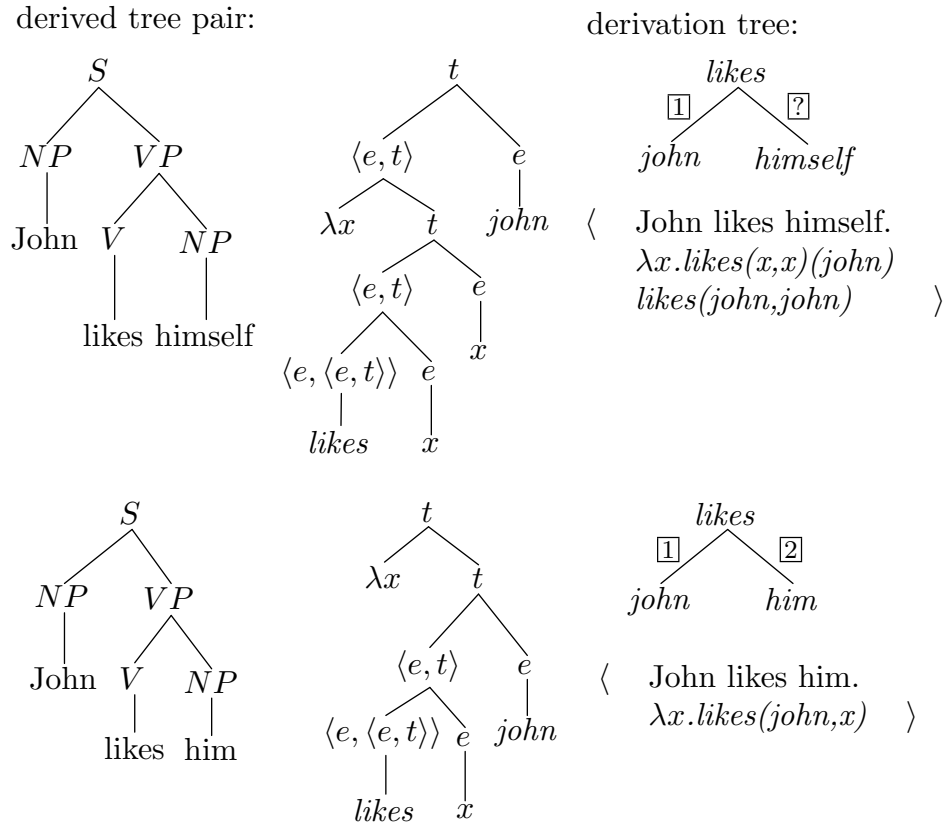 derived tree pair:
derivation tree:
S
NP VP
John V NP
likes himself
t
⟨e, t⟩ e
λx t john
⟨e, t⟩ e
⟨e, ⟨e, t⟩⟩ e x
likes x
likes
1 ?
john himself
⟨ John likes himself.
λx.likes(x,x)(john)
likes(john,john) ⟩
S
NP VP
John V NP
likes him
t
λx t
⟨e, t⟩ e
⟨e, ⟨e, t⟩⟩ e john
likes x
likes
1 2
john him
⟨ John likes him.
λx.likes(john,x) ⟩